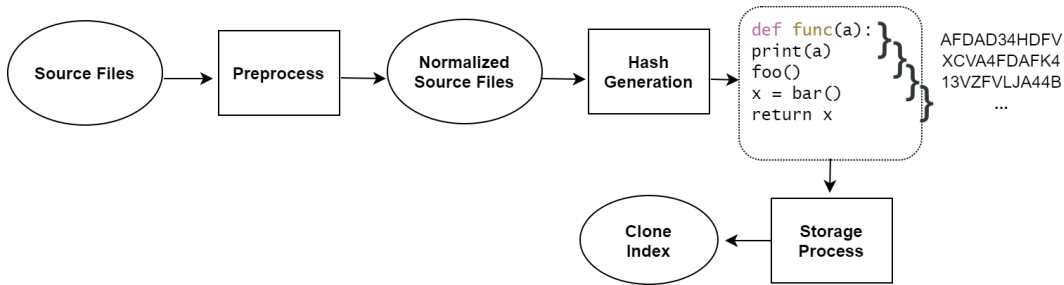 Source Files
Preprocess
Normalized
Source Files
Hash
Generation
def func(a):
print(a)
foo()
x = bar()
return x
AFDAD34HDFV
XCVA4FDAFK4
13VZFVLJA44B
...
Clone
Index
Storage
Process